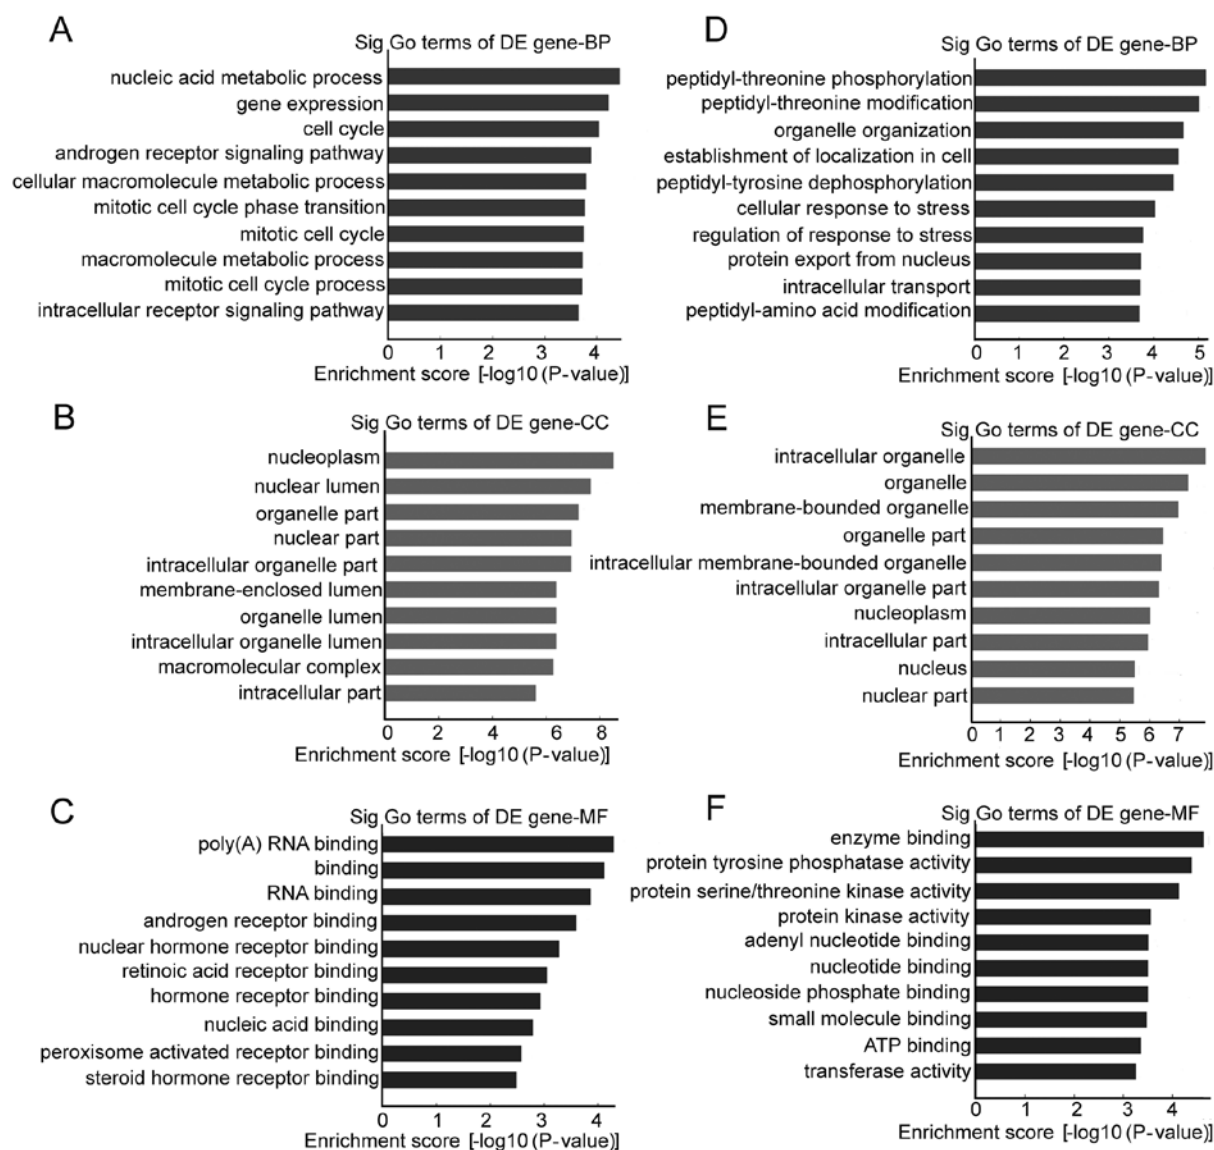 A
Sig Go terms of DE gene-BP
nucleic acid metabolic process
gene expression
cell cycle
androgen receptor signaling pathway
cellular macromolecule metabolic process
mitotic cell cycle phase transition
mitotic cell cycle
macromolecule metabolic process
mitotic cell cycle process
intracellular receptor signaling pathway
0 1 2 3 4
Enrichment score [-log10 (P-value)]
B
Sig Go terms of DE gene-CC
nucleoplasm
nuclear lumen
organelle part
nuclear part
intracellular organelle part
membrane-enclosed lumen
organelle lumen
intracellular organelle lumen
macromolecular complex
intracellular part
0 2 4 6 8
Enrichment score [-log10 (P-value)]
C
Sig Go terms of DE gene-MF
poly(A) RNA binding
binding
RNA binding
androgen receptor binding
nuclear hormone receptor binding
retinoic acid receptor binding
hormone receptor binding
nucleic acid binding
peroxisome activated receptor binding
steroid hormone receptor binding
0 1 2 3 4
Enrichment score [-log10 (P-value)]
D
Sig Go terms of DE gene-BP
peptidyl-threonine phosphorylation
peptidyl-threonine modification
organelle organization
establishment of localization in cell
peptidyl-tyrosine dephosphorylation
cellular response to stress
regulation of response to stress
protein export from nucleus
intracellular transport
peptidyl-amino acid modification
0 1 2 3 4 5
Enrichment score [-log10 (P-value)]
E
Sig Go terms of DE gene-CC
intracellular organelle
organelle
membrane-bounded organelle
organelle part
intracellular membrane-bounded organelle
intracellular organelle part
nucleoplasm
intracellular part
nucleus
nuclear part
0 1 2 3 4 5 6 7
Enrichment score [-log10 (P-value)]
F
Sig Go terms of DE gene-MF
enzyme binding
protein tyrosine phosphatase activity
protein serine/threonine kinase activity
protein kinase activity
adenyl nucleotide binding
nucleotide binding
nucleoside phosphate binding
small molecule binding
ATP binding
transferase activity
0 1 2 3 4
Enrichment score [-log10 (P-value)]